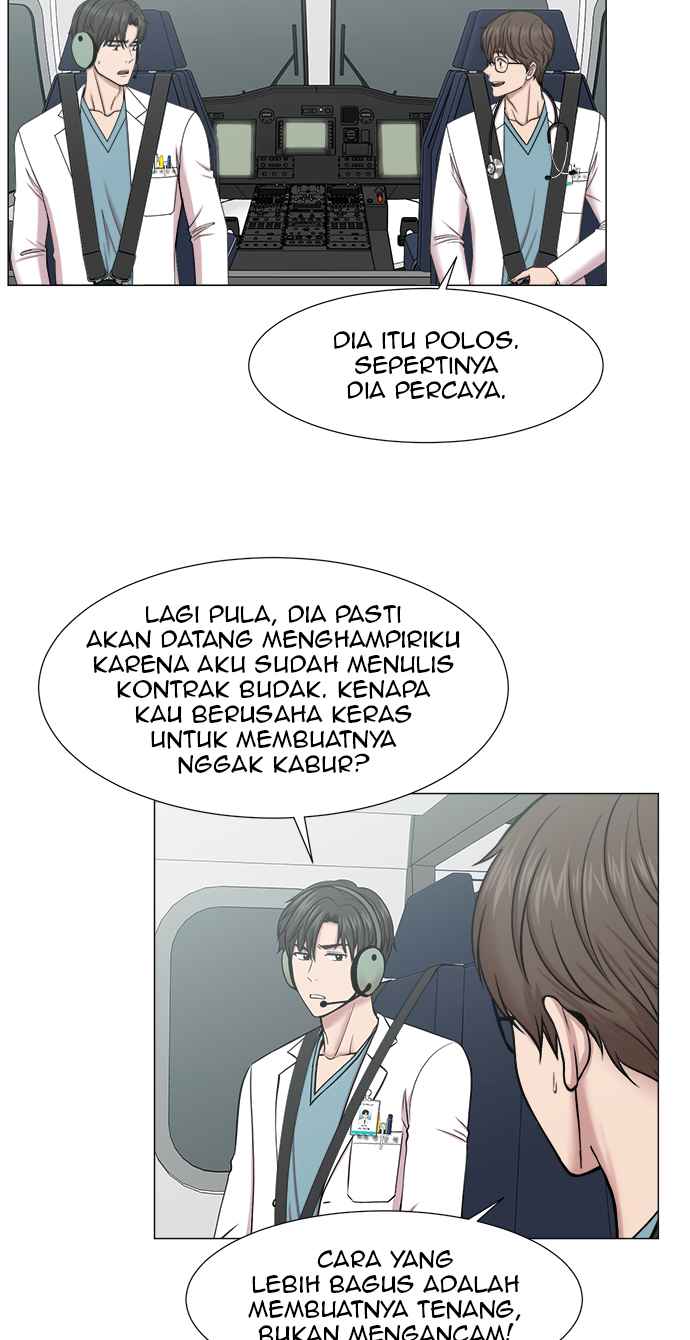 DIA ITU POLOS.
SEPERTINYA
DIA PERCAYA.
LAGI PULA, DIA PASTI
AKAN DATANG MENGHAMPIRIKU
KARENA AKU SUDAH MENULIS
KONTRAK BUDAK. KENAPA
KAU BERUSAHA KERAS
UNTUK MEMBUATNYA
NGGAK KABUR?
CARA YANG
LEBIH BAGUS ADALAH
MEMBUATNYA TENANG,
BUKAN MENGANCAM!